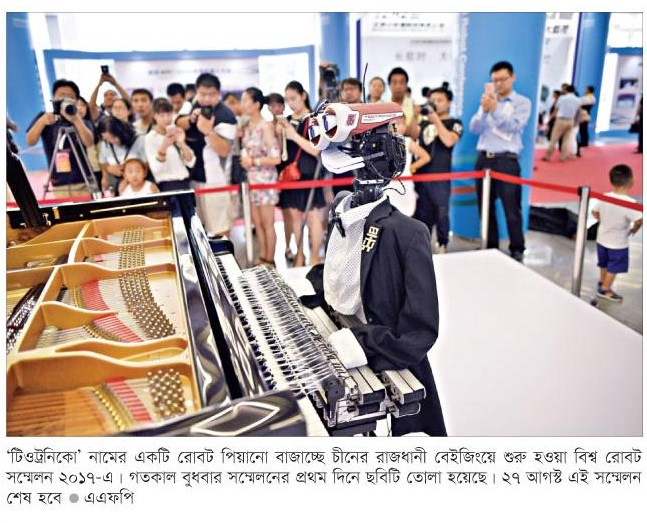 'টিওট্রনিকো' নামের একটি রোবট পিয়ানো বাজাচ্ছে চীনের রাজধানী বেইজিংয়ে শুরু হওয়া বিশ্ব রোবট
সম্মেলন ২০১৭-এ। গতকাল বুধবার সম্মেলনের প্রথম দিনে ছবিটি তোলা হয়েছে। ২৭ আগস্ট এই সম্মেলন
শেষ হবে ● এএফপি